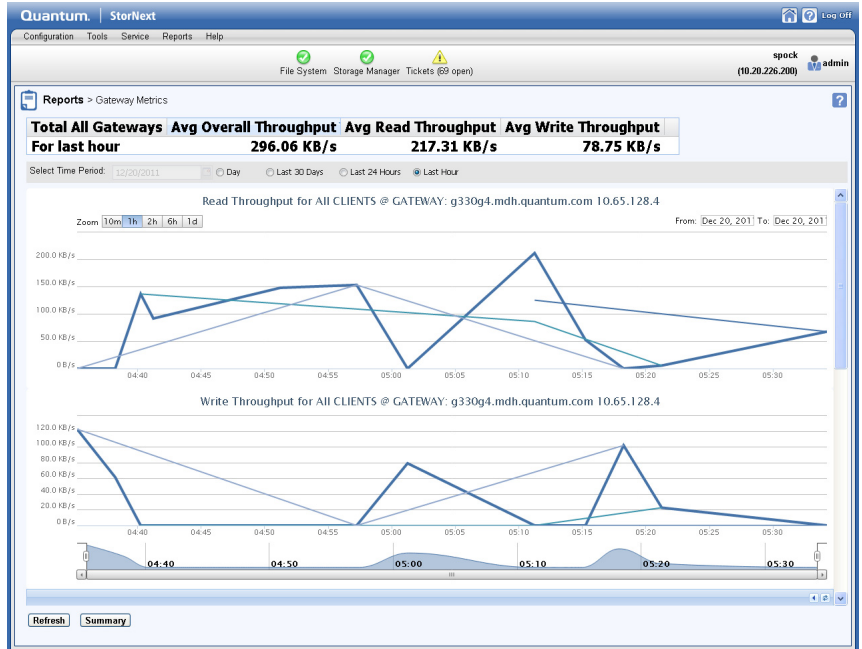 Quantum. | StorNext
Log Off
Configuration Tools Service Reports Help
File System Storage Manager Tickets (69 open)
spock
(10.20.226.200)
admin
Reports > Gateway Metrics
?
Total All Gateways Avg Overall Throughput Avg Read Throughput Avg Write Throughput
For last hour 296.06 KB/s 217.31 KB/s 78.75 KB/s
Select Time Period: 12/20/2011 Day Last 30 Days Last 24 Hours Last Hour
Read Throughput for All CLIENTS @ GATEWAY: g330g4.mdh.quantum.com 10.65.128.4
Zoom 10m 1h 2h 6h 1d From: Dec 20, 201 To: Dec 20, 201
200.0 KB/s
150.0 KB/s
100.0 KB/s
50.0 KB/s
0 B/s
04:40 04:45 04:50 04:55 05:00 05:05 05:10 05:15 05:20 05:25 05:30
Write Throughput for All CLIENTS @ GATEWAY: g330g4.mdh.quantum.com 10.65.128.4
120.0 KB/s
100.0 KB/s
80.0 KB/s
60.0 KB/s
40.0 KB/s
20.0 KB/s
0 B/s
04:40 04:45 04:50 04:55 05:00 05:05 05:10 05:15 05:20 05:25 05:30
04:40 04:50 05:00 05:10 05:20 05:30
Refresh Summary